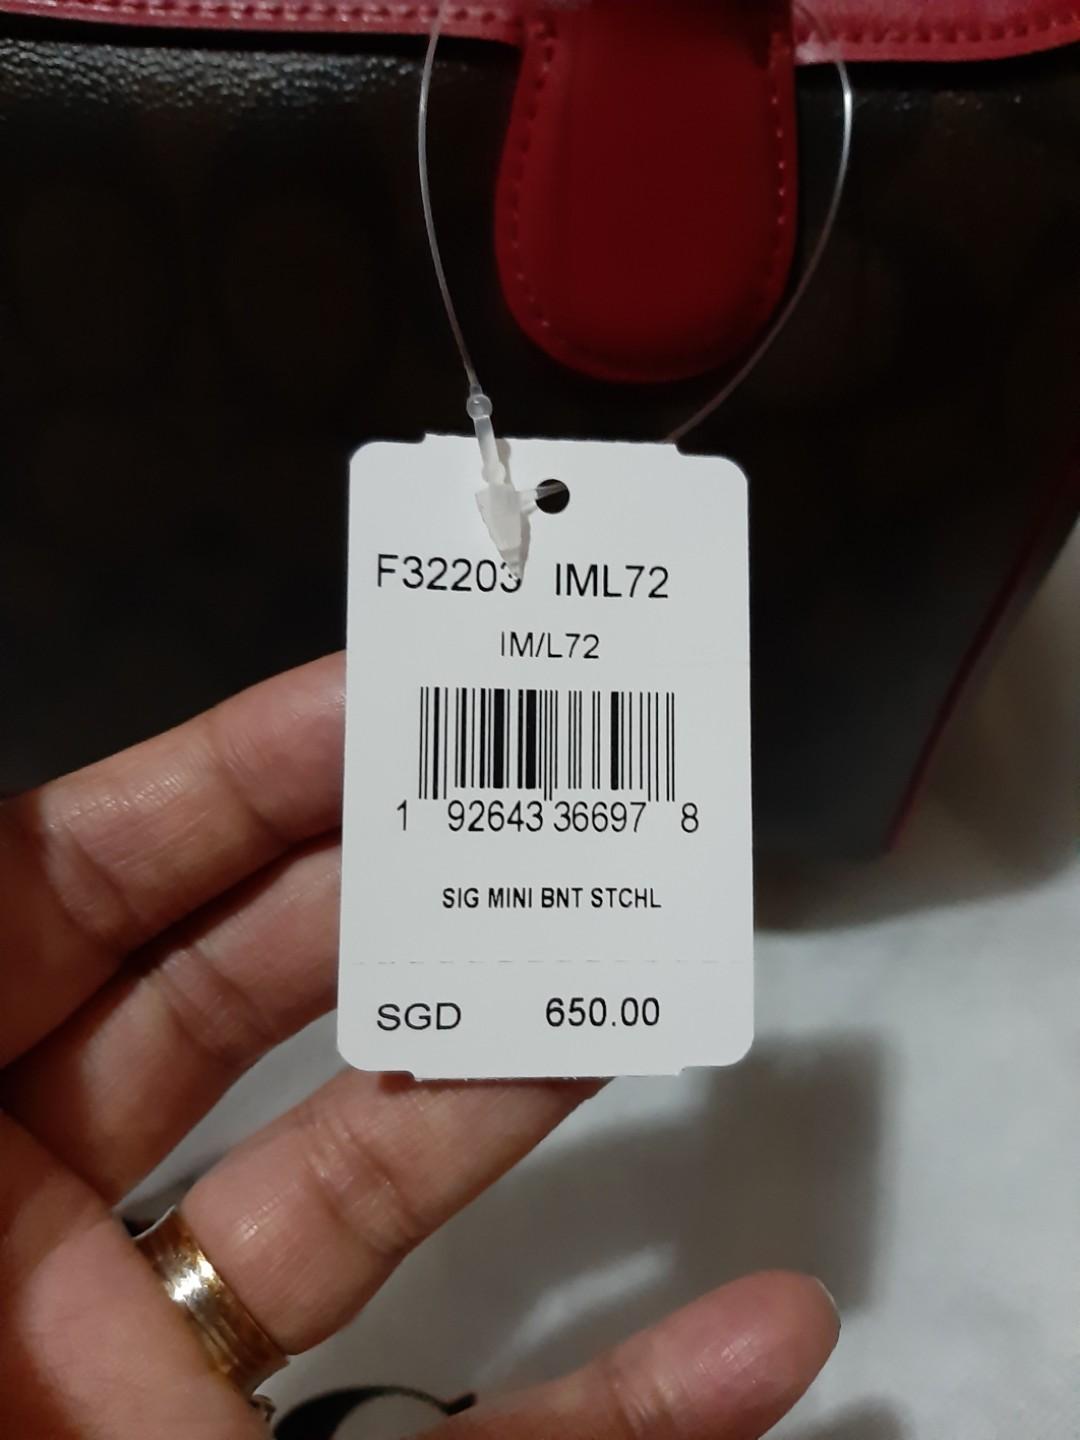 F32203 IML72
IM/L72
1 92643 36697 8
SIG MINI BNT STCHL
SGD 650.00